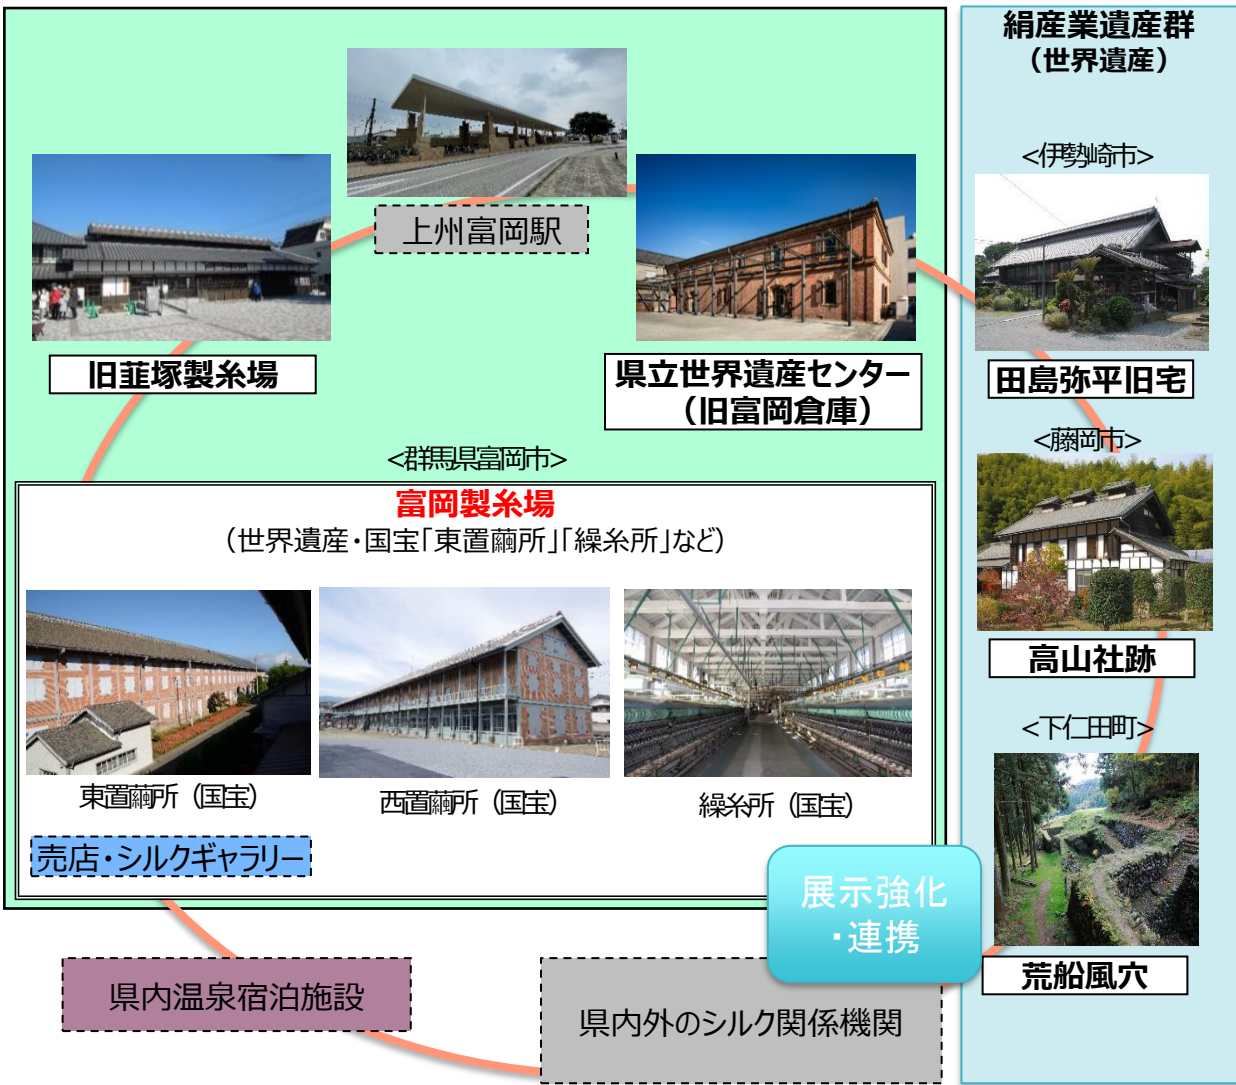 上州富岡駅
旧韮塚製糸場
県立世界遺産センター
（旧富岡倉庫）
<群馬県富岡市>
富岡製糸場
（世界遺産・国宝「東置繭所」「繰糸所」など）
東置繭所（国宝）
西置繭所（国宝）
繰糸所（国宝）
売店・シルクギャラリー
展示強化
・連携
県内温泉宿泊施設
県内外のシルク関係機関
絹産業遺産群
（世界遺産）
<伊勢崎市>
田島弥平旧宅
<藤岡市>
高山社跡
<下仁田町>
荒船風穴